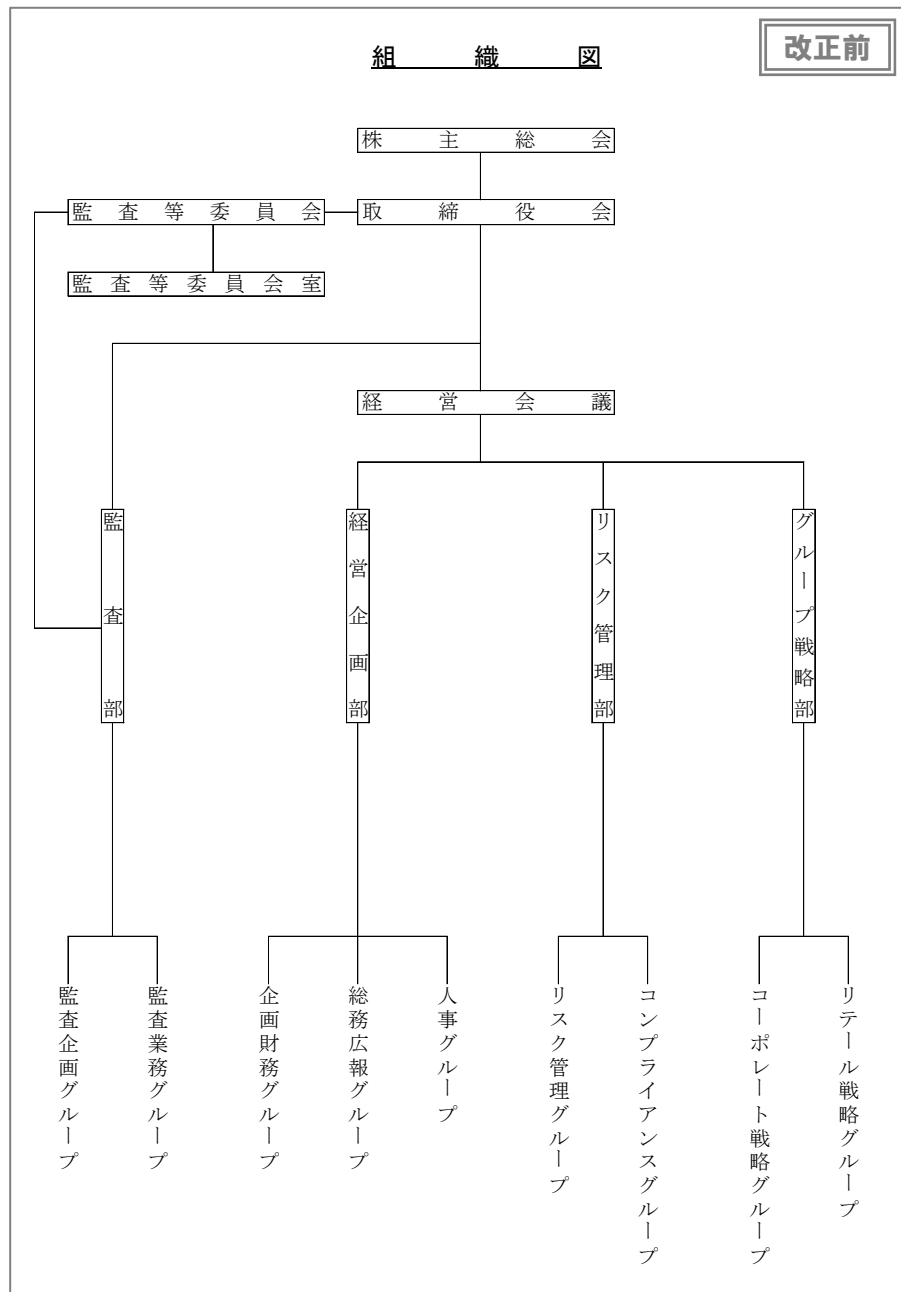 組織図
改正前
株主総会
監査等委員会
取締役会
監査等委員会室
経営会議
監査部
経営企画部
リスク管理部
グループ戦略部
監査企画グループ
監査業務グループ
企画財務グループ
総務広報グループ
人事グループ
リスク管理グループ
コンプライアンスグループ
コーポレート戦略グループ
リテール戦略グループ